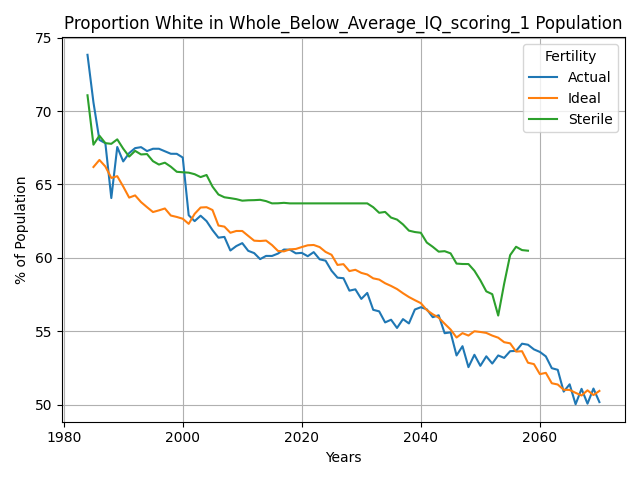 Proportion White in Whole_Below_Average_IQ_scoring_1 Population
Fertility
Actual
Ideal
Sterile
% of Population
75
70
65
60
55
50
1980
2000
2020
2040
2060
Years